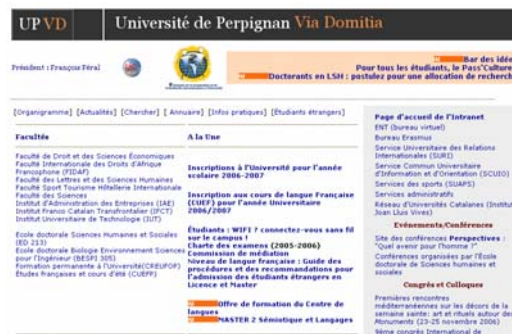 UPVD
Université de Perpignan Via Domitia
Président : François Féral
Bar des idées
Pour tous les étudiants, le Pass'Culture
Doctorants en LSH : postulez pour une allocation de recherch
[Organigramme] [Actualités] [Chercher] [ Annuaire] [Infos pratiques] [Étudiants étrangers]
Facultés
Faculté de Droit et des Sciences Économiques
Faculté Internationale des Droits d'Afrique
Francophone (FIDAF)
Faculté des Lettres et des Sciences Humaines
Faculté Sport Tourisme Hôtellerie Internationale
Faculté des Sciences
Institut d'Administration des Entreprises (IAE)
Institut Franco Catalan Transfrontalier (IFCT)
Institut Universitaire de Technologie (IUT)
Ecole doctorale Sciences Humaines et Sociales
(ED 213)
Ecole doctorale Biologie Environnement Sciences
pour l'Ingénieur (BESPI 305)
Formation permanente à l'Université(CREUFOP)
Études françaises et cours d'été (CUEFP)
A la Une
Inscriptions à l'Université pour l'année
scolaire 2006-2007
Inscription aux cours de langue Française
(CUEF) pour l'année Universitaire
2006/2007
Étudiants : WIFI ? connectez-vous sans fil
sur le campus !
Charte des examens (2005-2006)
Commission de médiation
Niveau de langue française : Guide des
procédures et des recommandations pour
l'admission des étudiants étrangers en
Licence et Master
Offre de formation du Centre de
langues
MASTER 2 Sémiotique et Langages
Page d'accueil de l'Intranet
ENT (bureau virtuel)
Bureau Erasmus
Service Universitaire des Relations
Internationales (SURI)
Service Commun Universitaire
d'Information et d'Orientation (SCUIO)
Services des sports (SUAPS)
Services administratifs
Réseau d'Universités Catalanes (Institut
Joan Lluis Vives)
Evénements/Conférences
Site des conférences Perspectives :
"Quel avenir pour l'homme ?"
Conférences organisées par l'École
doctorale de Sciences humaines et
sociales
Congrès et Colloques
Premières rencontres
méditerranéennes sur les décors de la
semaine sainte: art et rituels autour des
Monuments (23-25 novembre 2006)
9ème congrès International de